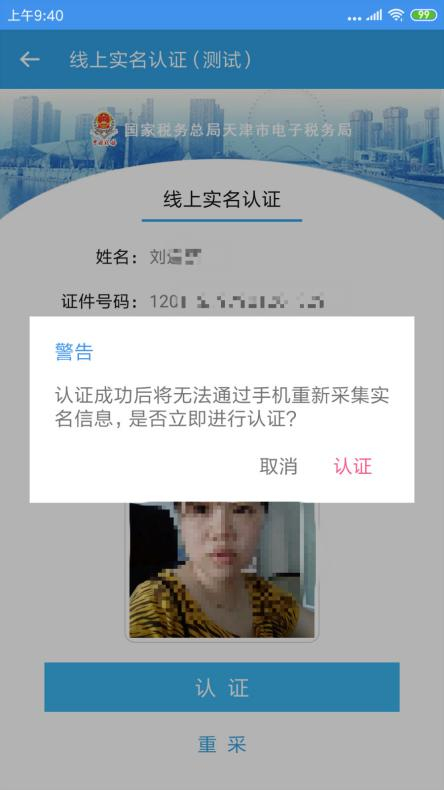 上午9:40
99
线上实名认证(测试)
国家税务总局天津市电子税务局
线上实名认证
姓名: 刘
证件号码: 120
警告
认证成功后将无法通过手机重新采集实
名信息,是否立即进行认证?
取消 认证
认 证
重 采